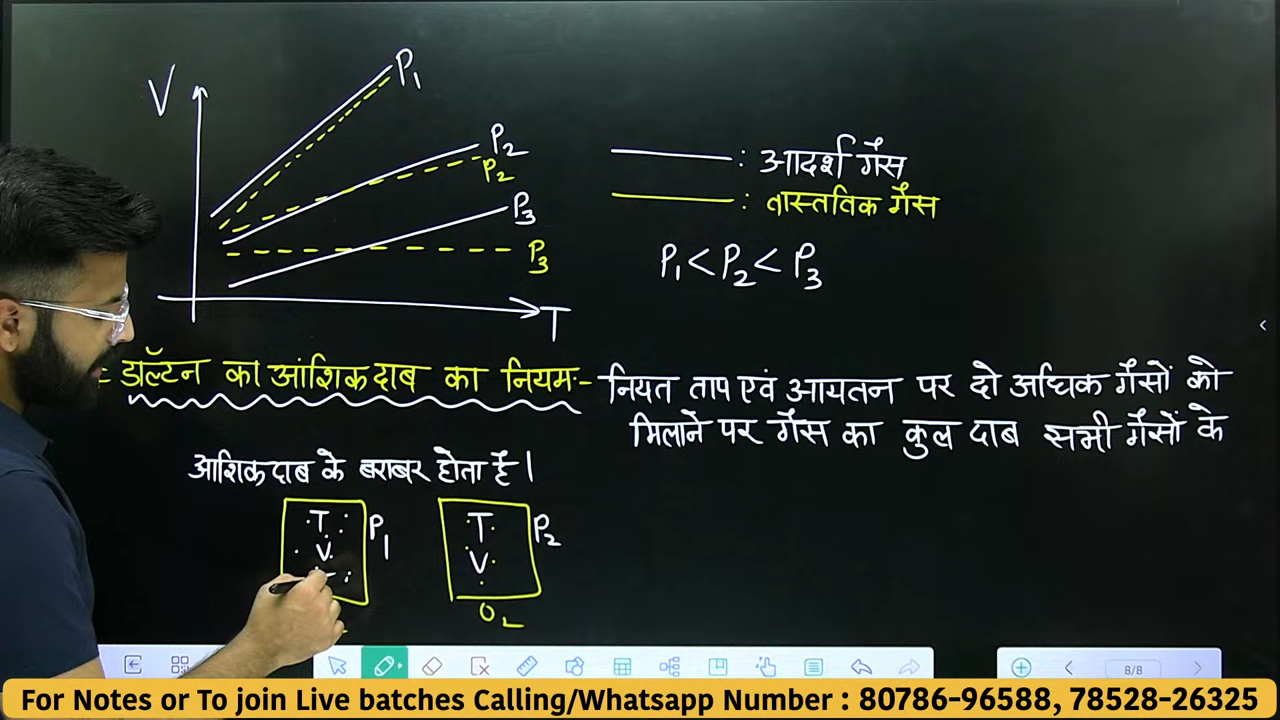 V
P₁
P₂
P₂
P₃
P₃
T
: आदर्श गैस
: वास्तविक गैस
P₁ < P₂ < P₃
= डाॅल्टन का आंशिक दाब का नियम:- नियत ताप एवं आयतन पर दो अधिक गैसों को
मिलाने पर गैस का कुल दाब सभी गैसों के
आशिक दाब के बराबर होता है।
T
V
P₁
T
V
P₂
O₂
8/8
For Notes or To join Live batches Calling/Whatsapp Number : 80786-96588, 78528-26325